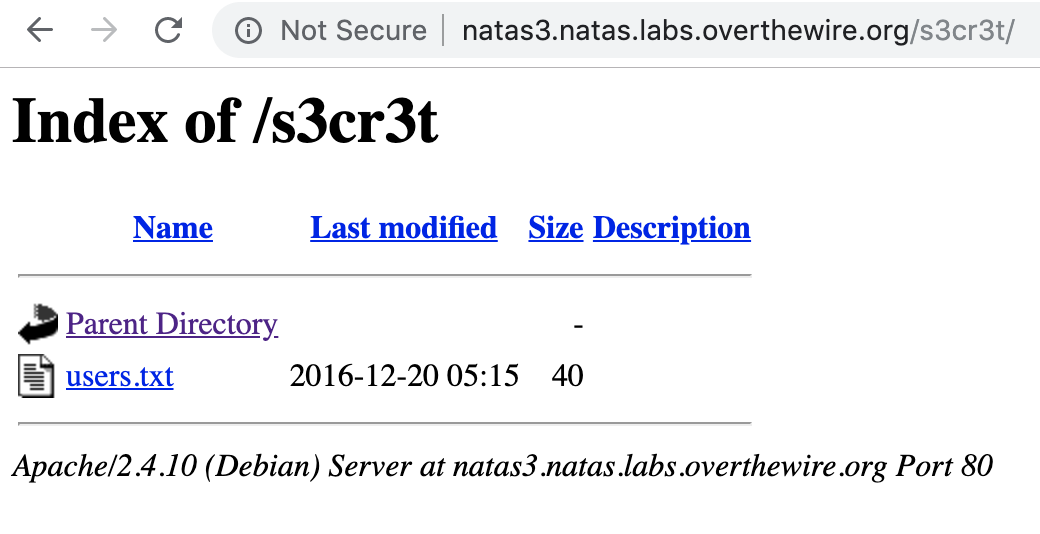 Not Secure natas3.natas.labs.overthewire.org/s3cr3t/
Index of /s3cr3t
Name Last modified Size Description
Parent Directory -
users.txt 2016-12-20 05:15 40
Apache/2.4.10 (Debian) Server at natas3.natas.labs.overthewire.org Port 80